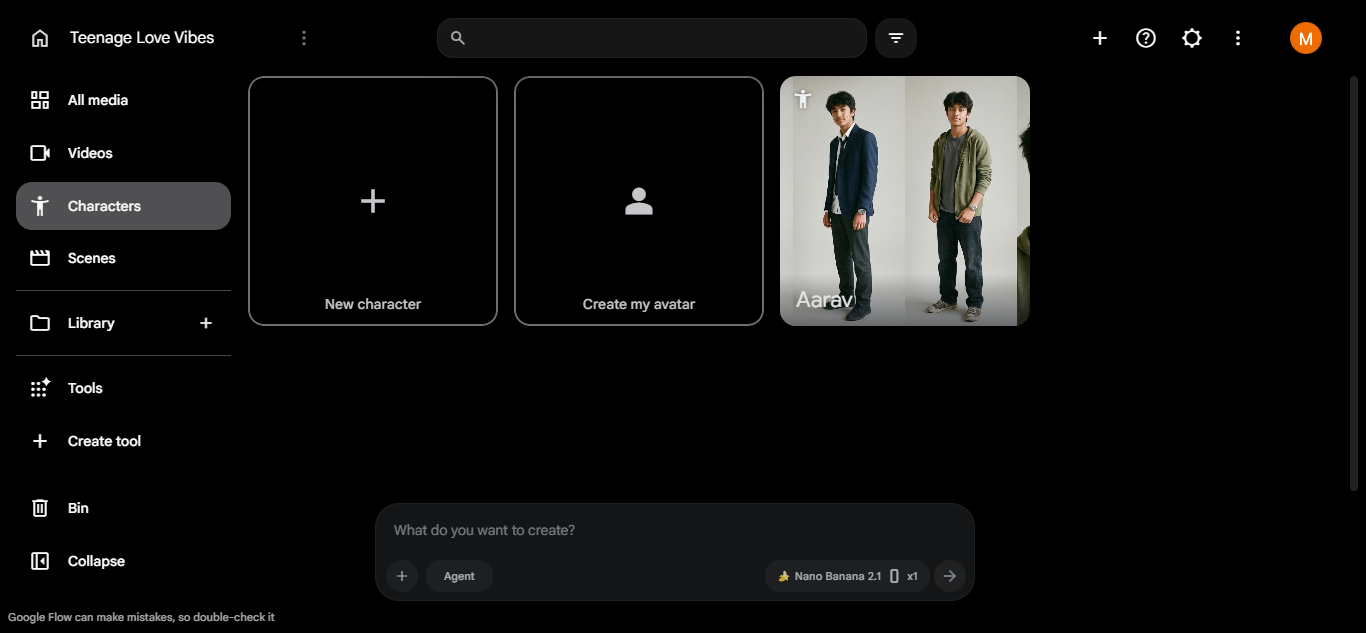 Teenage Love Vibes
All media
Videos
Characters
Scenes
Library
Tools
Create tool
Bin
Collapse
New character
Create my avatar
Aarav
What do you want to create?
Agent
Nano Banana 2.1
x1
M
Google Flow can make mistakes, so double-check it